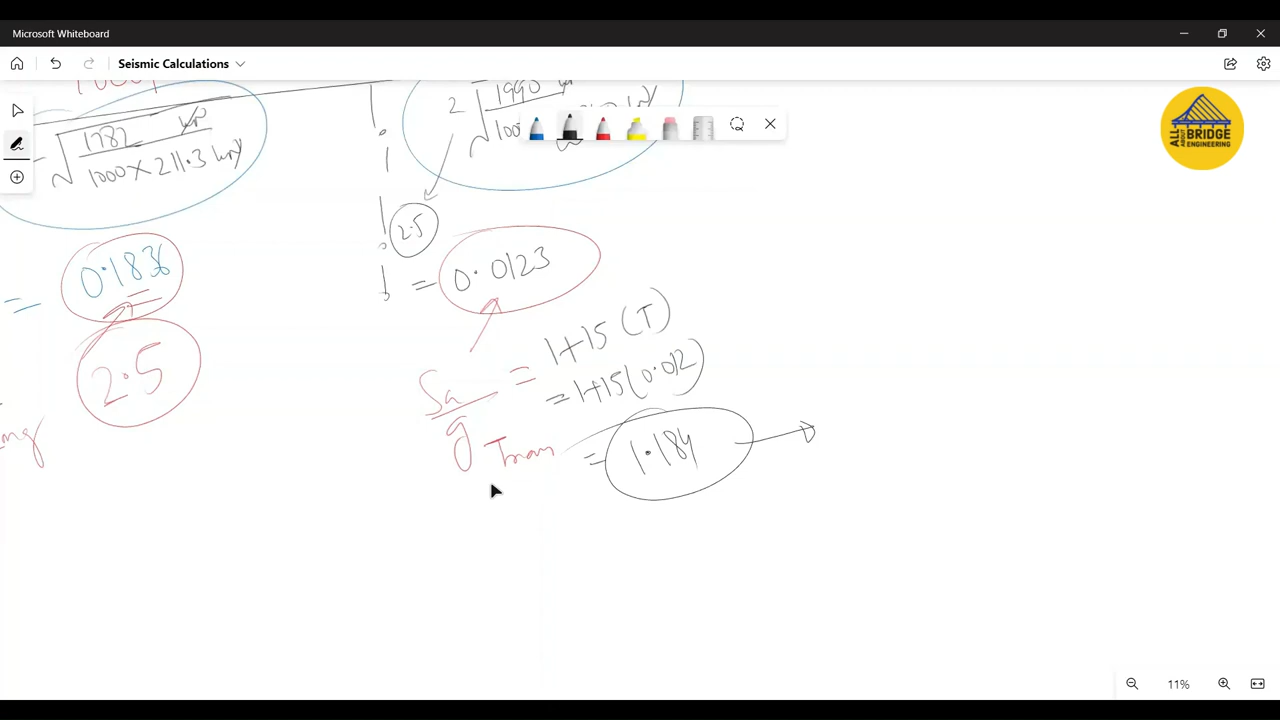 Microsoft Whiteboard
Seismic Calculations
ALL ABOUT
BRIDGE
ENGINEERING
√ 1782
1000 × 211.3
= 0.1836
2.5
2 √ 1990
2.5
= 0.0123
Sa/g Tran = 1+15 (T)
= 1+15 (0.012)
= 1.184
11%